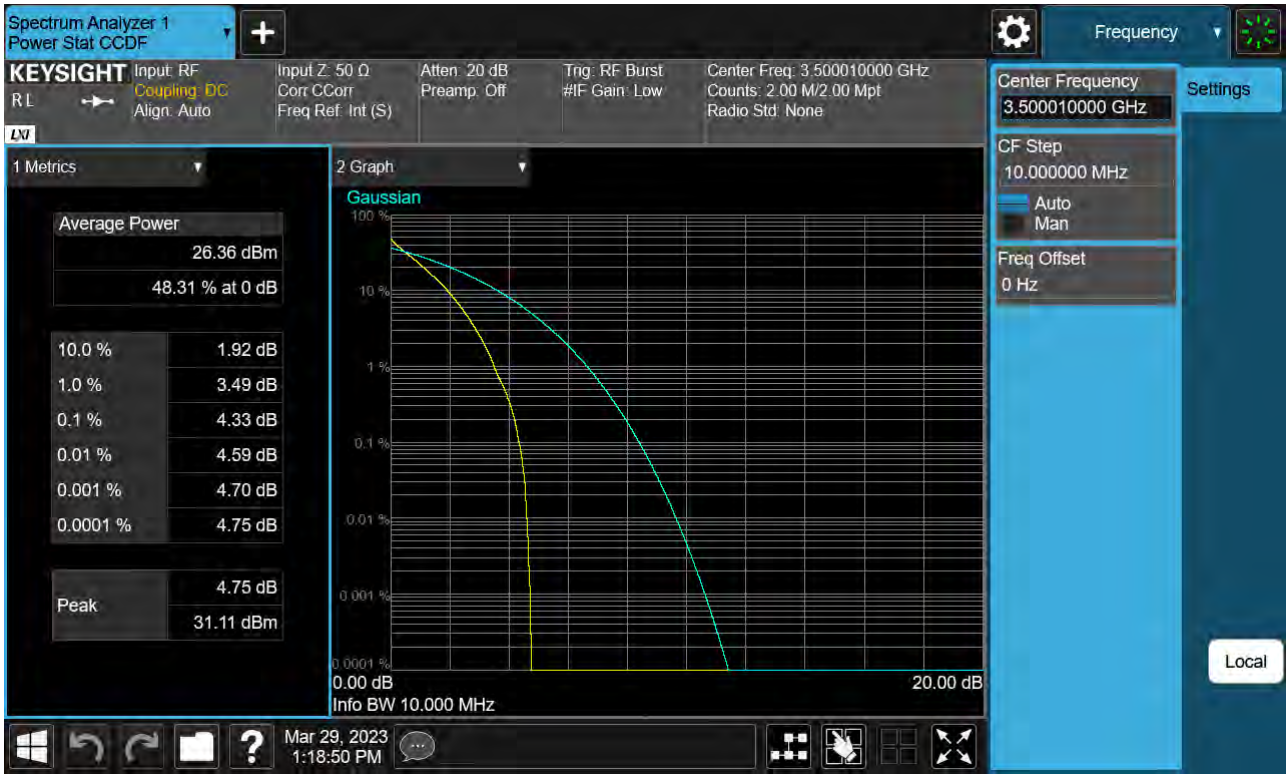 Spectrum Analyzer 1
Power Stat CCDF
+
Frequency
KEYSIGHT
RL
LXI
Input: RF
Coupling: DC
Align: Auto
Input Z: 50 Ω
Corr CCorr
Freq Ref: Int (S)
Atten: 20 dB
Preamp: Off
Trig: RF Burst
#IF Gain: Low
Center Freq: 3.500010000 GHz
Counts: 2.00 M/2.00 Mpt
Radio Std: None
Center Frequency
3.500010000 GHz
Settings
CF Step
10.000000 MHz
Auto
Man
Freq Offset
0 Hz
Local
1 Metrics
Average Power
26.36 dBm
48.31 % at 0 dB
10.0 % 1.92 dB
1.0 % 3.49 dB
0.1 % 4.33 dB
0.01 % 4.59 dB
0.001 % 4.70 dB
0.0001 % 4.75 dB
Peak
4.75 dB
31.11 dBm
2 Graph
Gaussian
100 %
10 %
1 %
0.1 %
0.01 %
0.001 %
0.0001 %
0.00 dB
20.00 dB
Info BW 10.000 MHz
?
Mar 29, 2023
1:18:50 PM